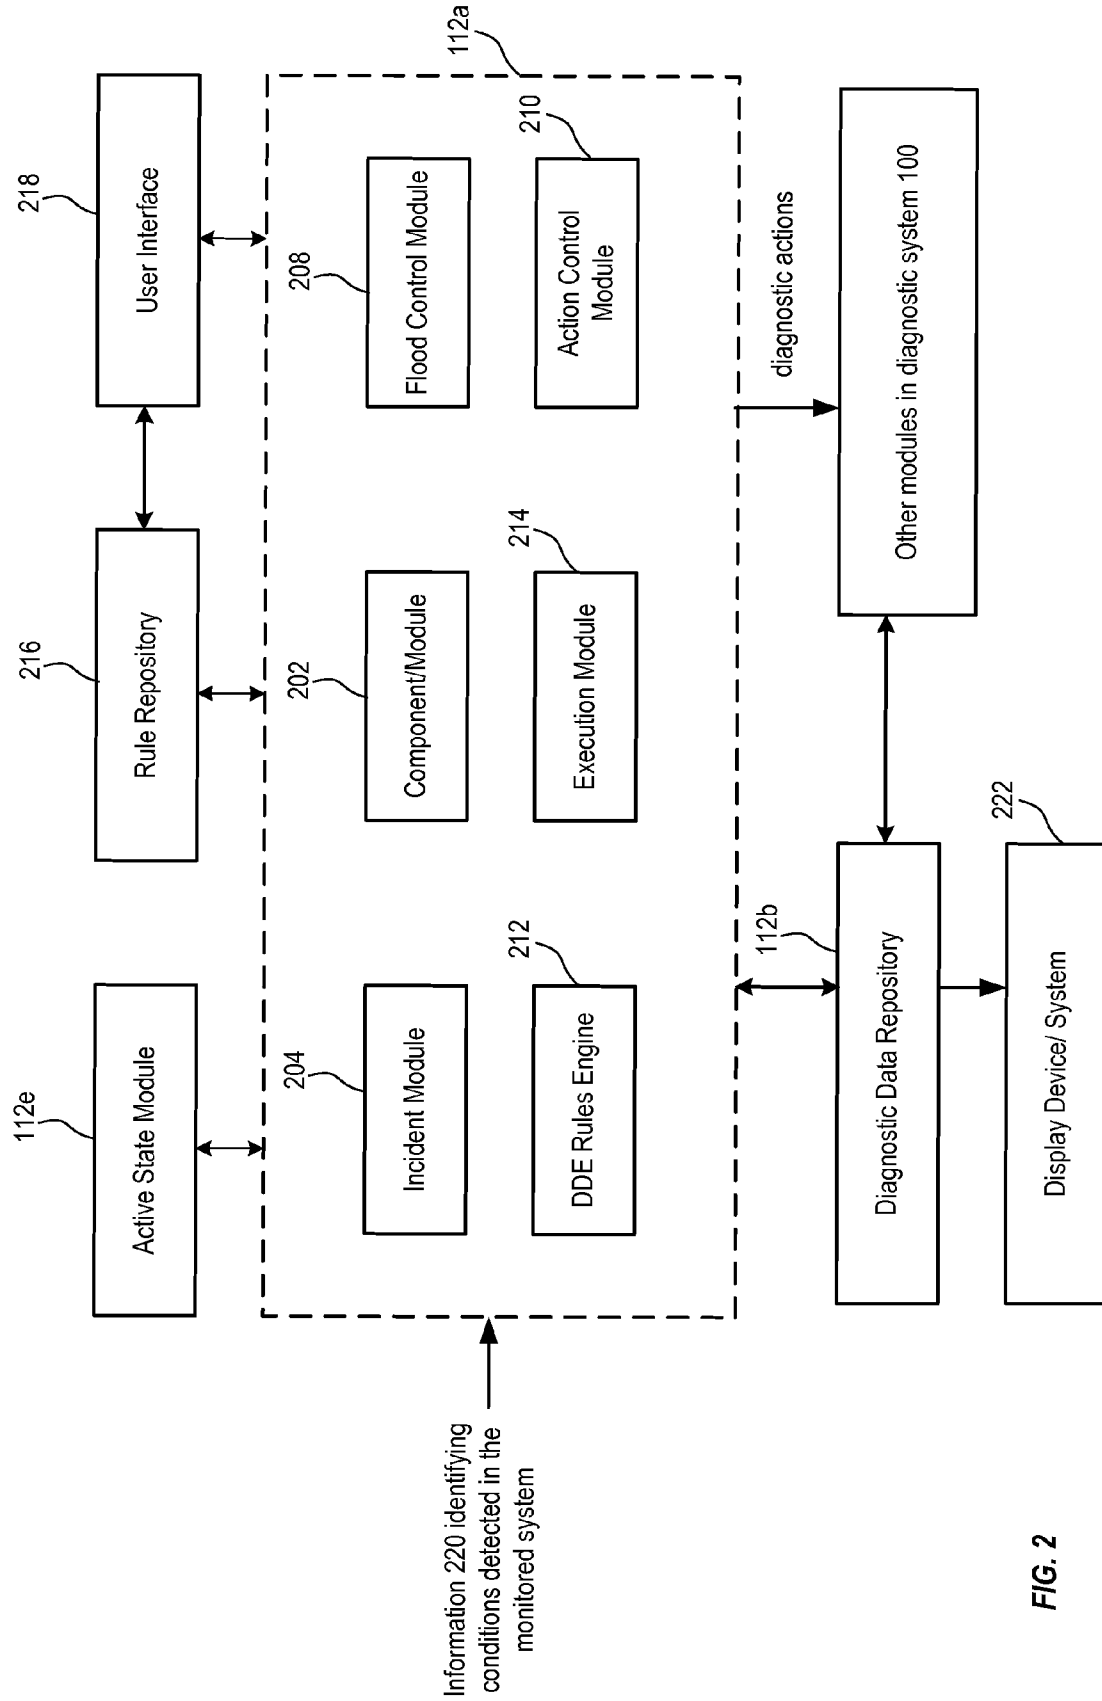 112e
Active State Module
216
Rule Repository
218
User Interface
112a
204
Incident Module
202
Component/Module
208
Flood Control Module
212
DDE Rules Engine
214
Execution Module
210
Action Control
Module
Information 220 identifying
conditions detected in the
monitored system
diagnostic actions
112b
Diagnostic Data Repository
Other modules in diagnostic system 100
222
Display Device/ System
FIG. 2